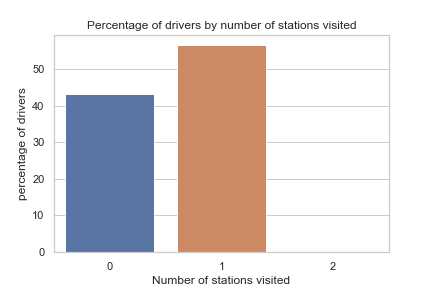 Percentage of drivers by number of stations visited
percentage of drivers
50
40
30
20
10
0
0 1 2
Number of stations visited